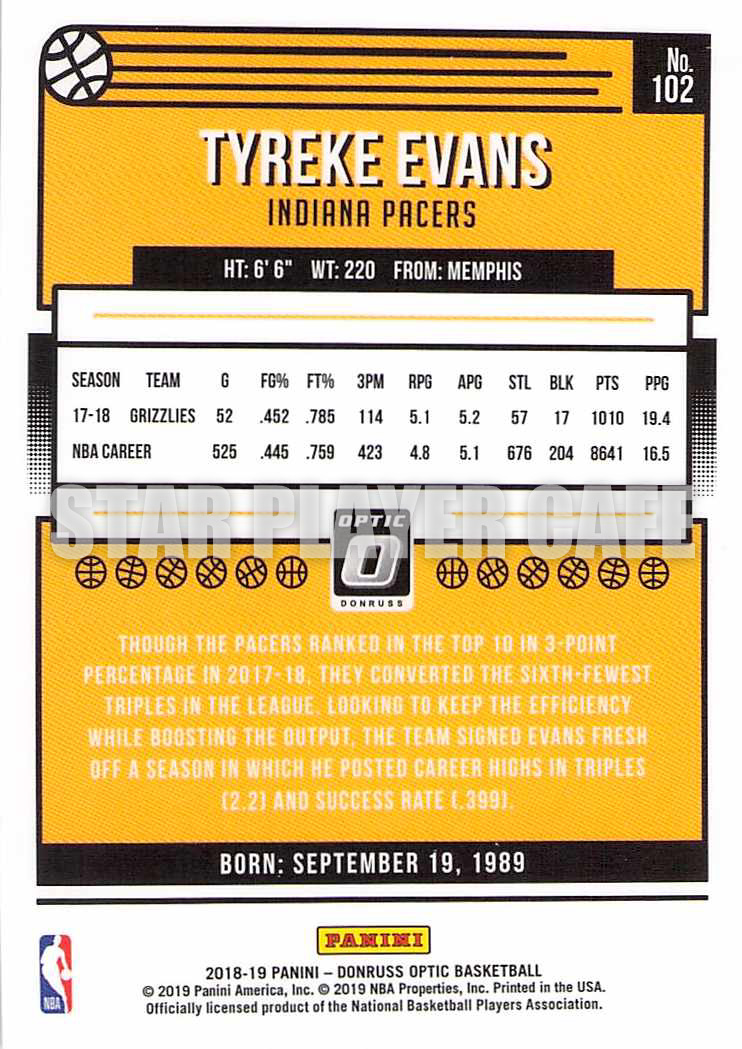 No.
102
TYREKE EVANS
INDIANA PACERS
HT: 6' 6" WT: 220 FROM: MEMPHIS
SEASON TEAM G FG% FT% 3PM RPG APG STL BLK PTS PPG
17-18 GRIZZLIES 52 .452 .785 114 5.1 5.2 57 17 1010 19.4
NBA CAREER 525 .445 .759 423 4.8 5.1 676 204 8641 16.5
STAR PLAYER CAFE
OPTIC
DONRUSS
THOUGH THE PACERS RANKED IN THE TOP 10 IN 3-POINT
PERCENTAGE IN 2017-18, THEY CONVERTED THE SIXTH-FEWEST
TRIPLES IN THE LEAGUE. LOOKING TO KEEP THE EFFICIENCY
WHILE BOOSTING THE OUTPUT, THE TEAM SIGNED EVANS FRESH
OFF A SEASON IN WHICH HE POSTED CAREER HIGHS IN TRIPLES
(2.2) AND SUCCESS RATE (.399).
BORN: SEPTEMBER 19, 1989
PANINI
NBA
2018-19 PANINI – DONRUSS OPTIC BASKETBALL
© 2019 Panini America, Inc. © 2019 NBA Properties, Inc. Printed in the USA.
Officially licensed product of the National Basketball Players Association.